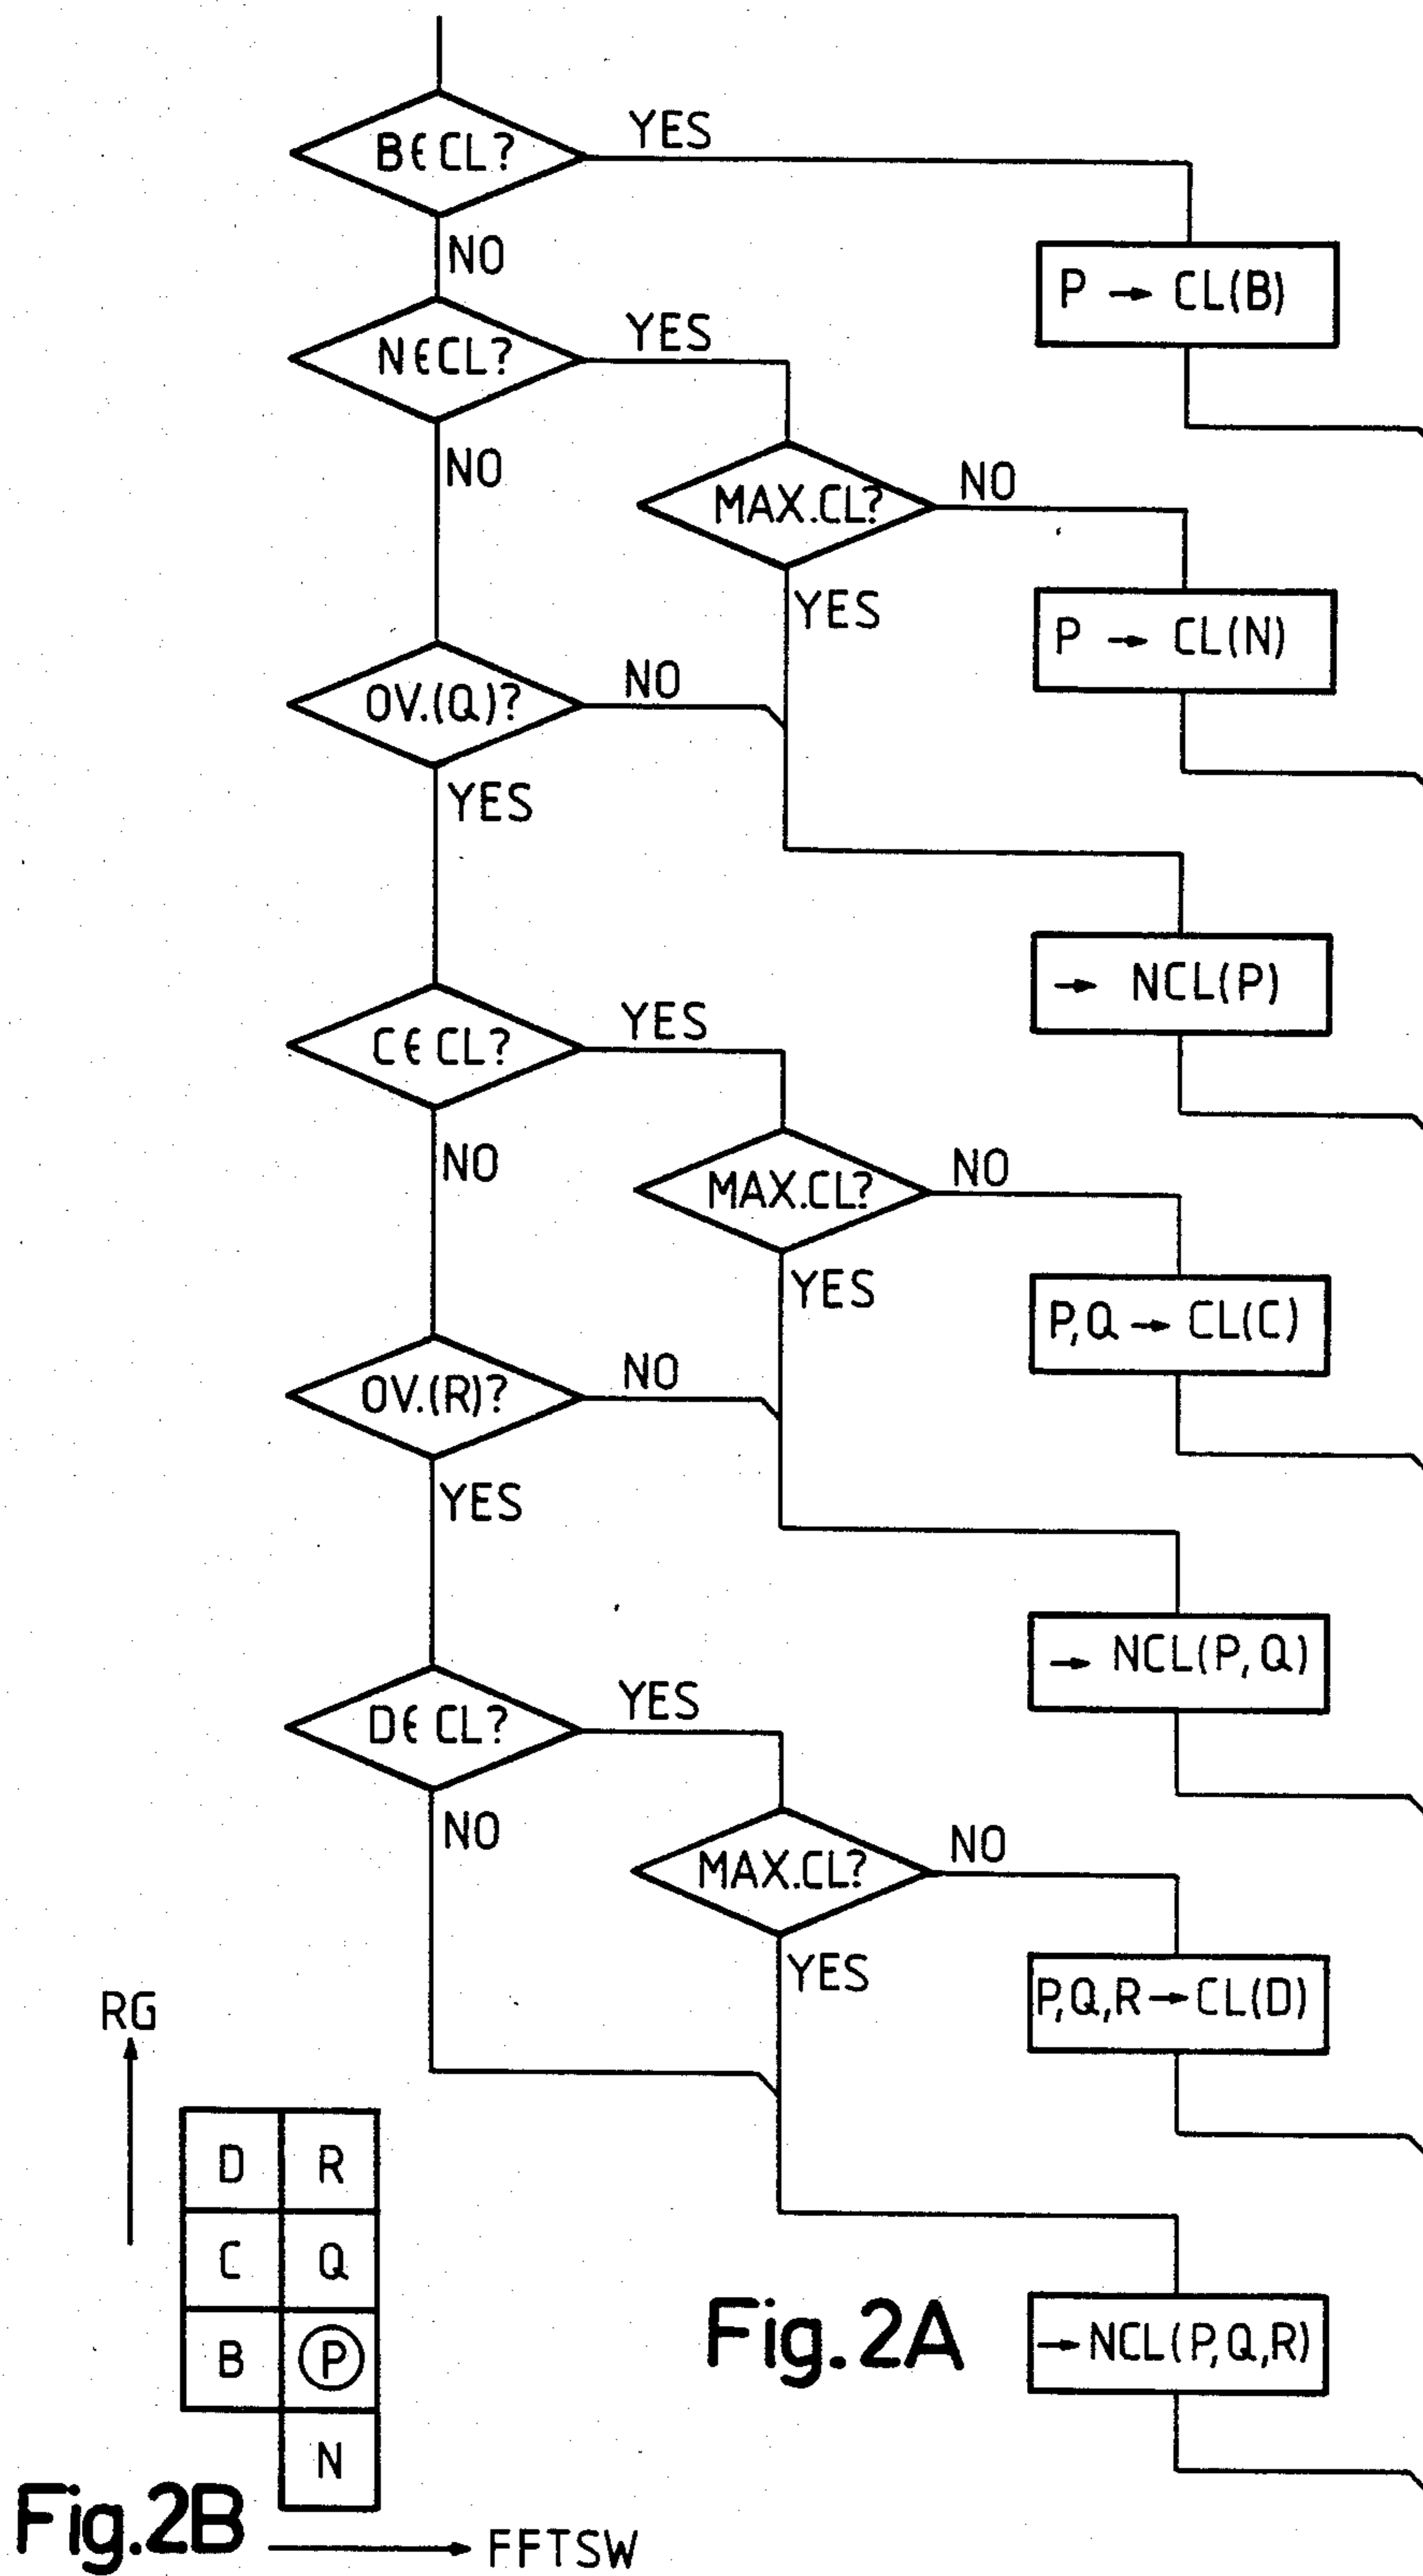 B∈CL?
YES
NO
P → CL(B)
N∈CL?
YES
NO
MAX.CL?
NO
YES
P → CL(N)
OV.(Q)?
NO
YES
→ NCL(P)
C∈CL?
YES
NO
MAX.CL?
NO
YES
P,Q → CL(C)
OV.(R)?
NO
YES
→ NCL(P,Q)
D∈CL?
YES
NO
MAX.CL?
NO
YES
P,Q,R → CL(D)
→ NCL(P,Q,R)
Fig.2A
RG
D R
C Q
B P
N
Fig.2B
FFTSW